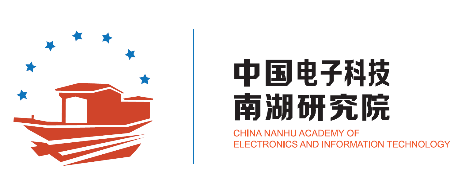 中国电子科技
南湖研究院
CHINA NANHU ACADEMY OF
ELECTRONICS AND INFORMATION TECHNOLOGY